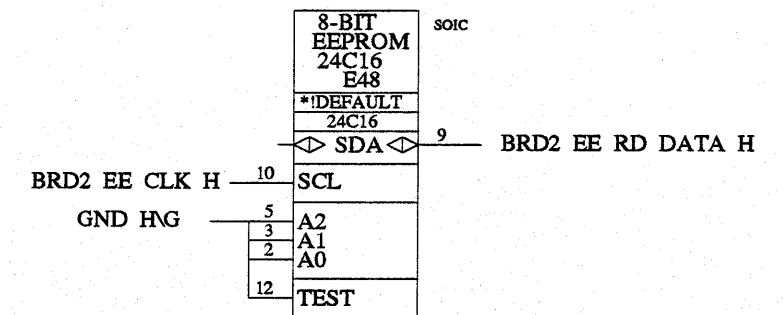 8-BIT SOIC
EEPROM
24C16
E48
*!DEFAULT
24C16
SDA 9 BRD2 EE RD DATA H
BRD2 EE CLK H 10 SCL
GND H\G 5 A2
3 A1
2 A0
12 TEST